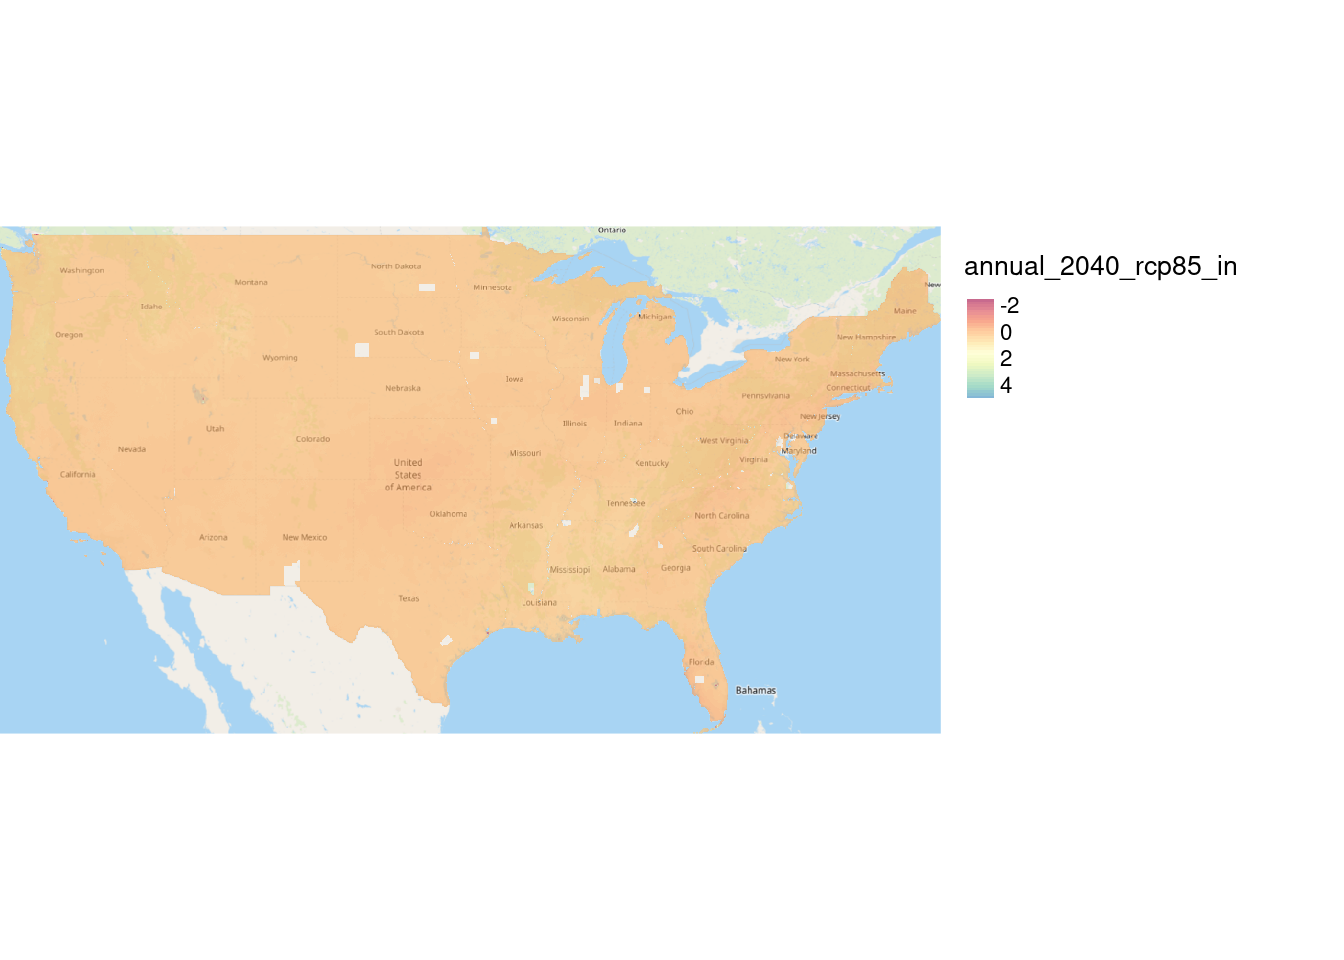 Ontario
Washington
Montana
North Dakota
Minnesota
New
Idaho
Oregon
South Dakota
Wisconsin
Michigan
Maine
New Hampshire
Wyoming
New York
Massachusetts
Nebraska
Iowa
Connecticut
Pennsylvania
Ohio
New Jersey
Utah
Colorado
Illinois
Indiana
Delaware
West Virginia
Nevada
Maryland
Missouri
Kentucky
Virginia
California
United
States
of America
Tennessee
Oklahoma
North Carolina
Arkansas
Arizona
New Mexico
South Carolina
Mississippi
Alabama
Georgia
Texas
Louisiana
Florida
Bahamas
annual_2040_rcp85_in
-2
0
2
4